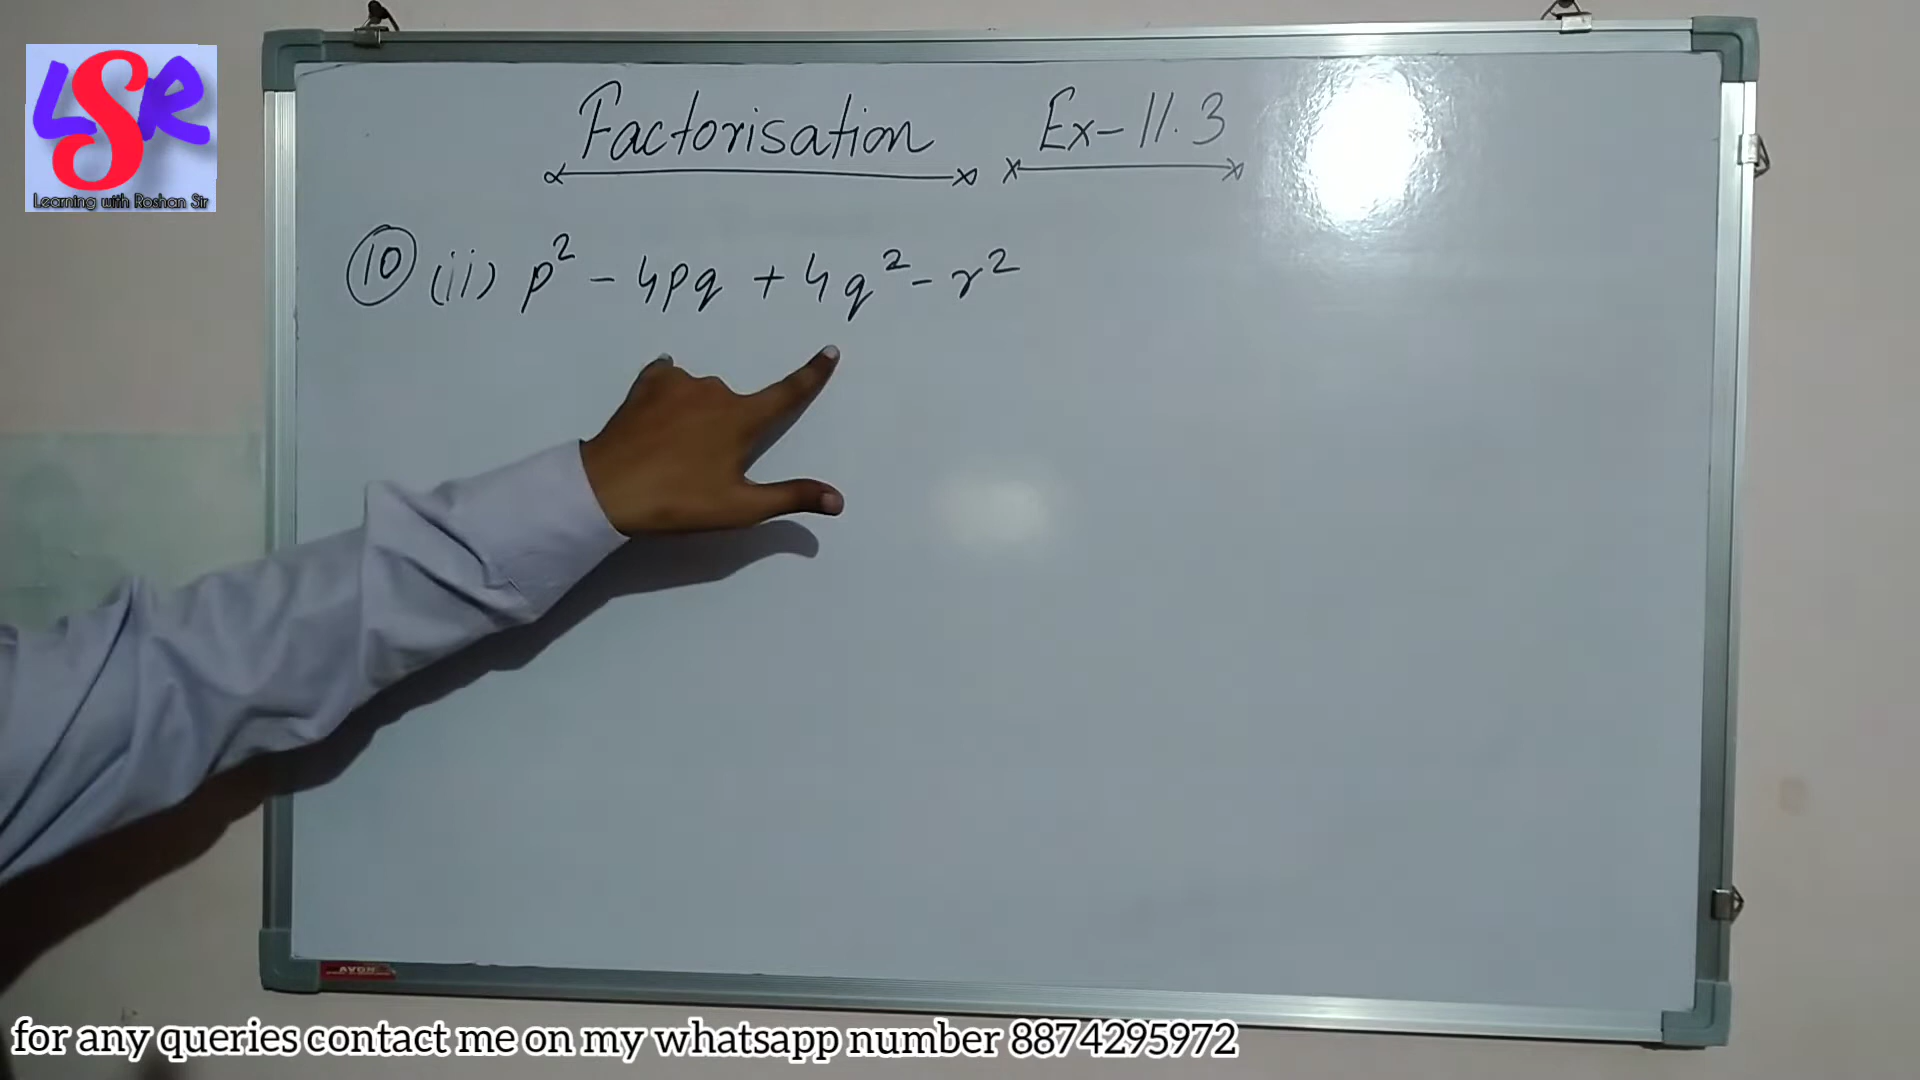 LSR
Learning with Roshan Sir
Factorisation Ex-11.3
10 (ii) p² - 4pq + 4q² - r²
AVON
for any queries contact me on my whatsapp number 8874295972